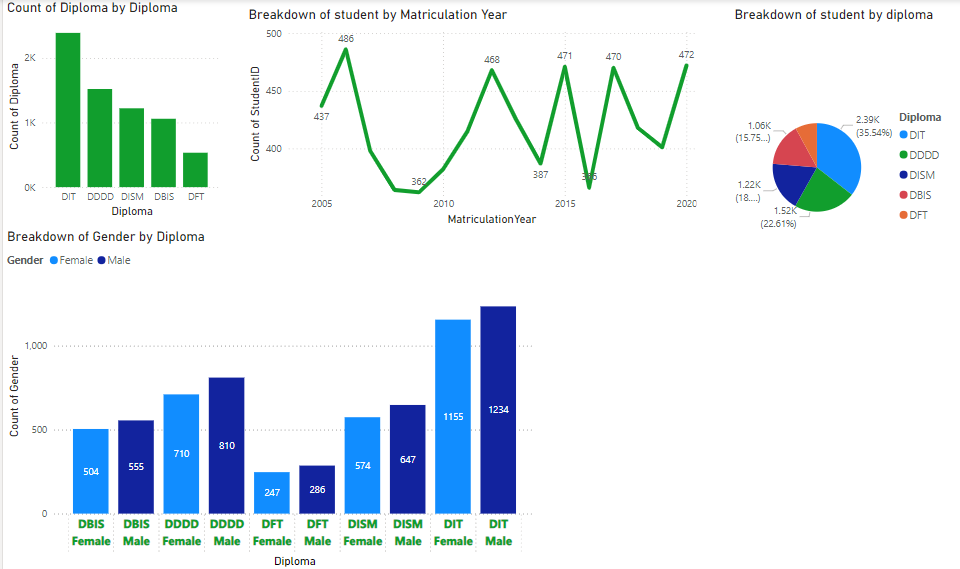 Count of Diploma by Diploma
Count of Diploma
2K
1K
0K
DIT DDDD DISM DBIS DFT
Diploma
Breakdown of student by Matriculation Year
Count of StudentID
500
450
400
437
486
362
468
387
471
470
472
2005 2010 2015 2020
MatriculationYear
Breakdown of student by diploma
2.39K
(35.54%)
1.06K
(15.75...)
1.22K
(18....)
1.52K
(22.61%)
Diploma
DIT
DDDD
DISM
DBIS
DFT
Breakdown of Gender by Diploma
Gender Female Male
Count of Gender
1,000
500
0
504 555 710 810 247 286 574 647 1155 1234
DBIS DBIS DDDD DDDD DFT DFT DISM DISM DIT DIT
Female Male Female Male Female Male Female Male Female Male
Diploma